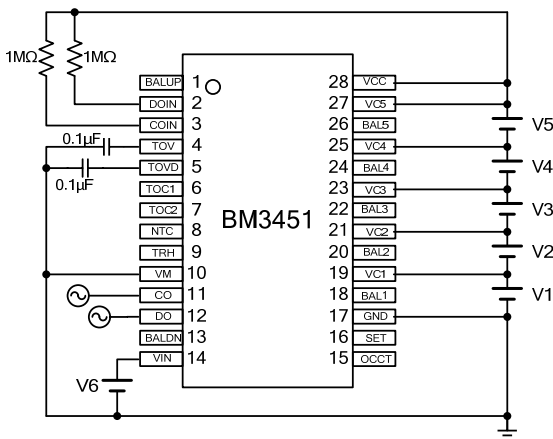 1MΩ 1MΩ
BALUP 1 28 VCC
DOIN 2 27 VC5
COIN 3 26 BAL5 V5
0.1μF TOV 4 25 VC4
0.1μF TOVD 5 24 BAL4 V4
TOC1 6 23 VC3
TOC2 7 BM3451 22 BAL3 V3
NTC 8 21 VC2
TRH 9 20 BAL2 V2
VM 10 19 VC1
CO 11 18 BAL1 V1
DO 12 17 GND
BALDN 13 16 SET
VIN 14 15 OCCT
V6